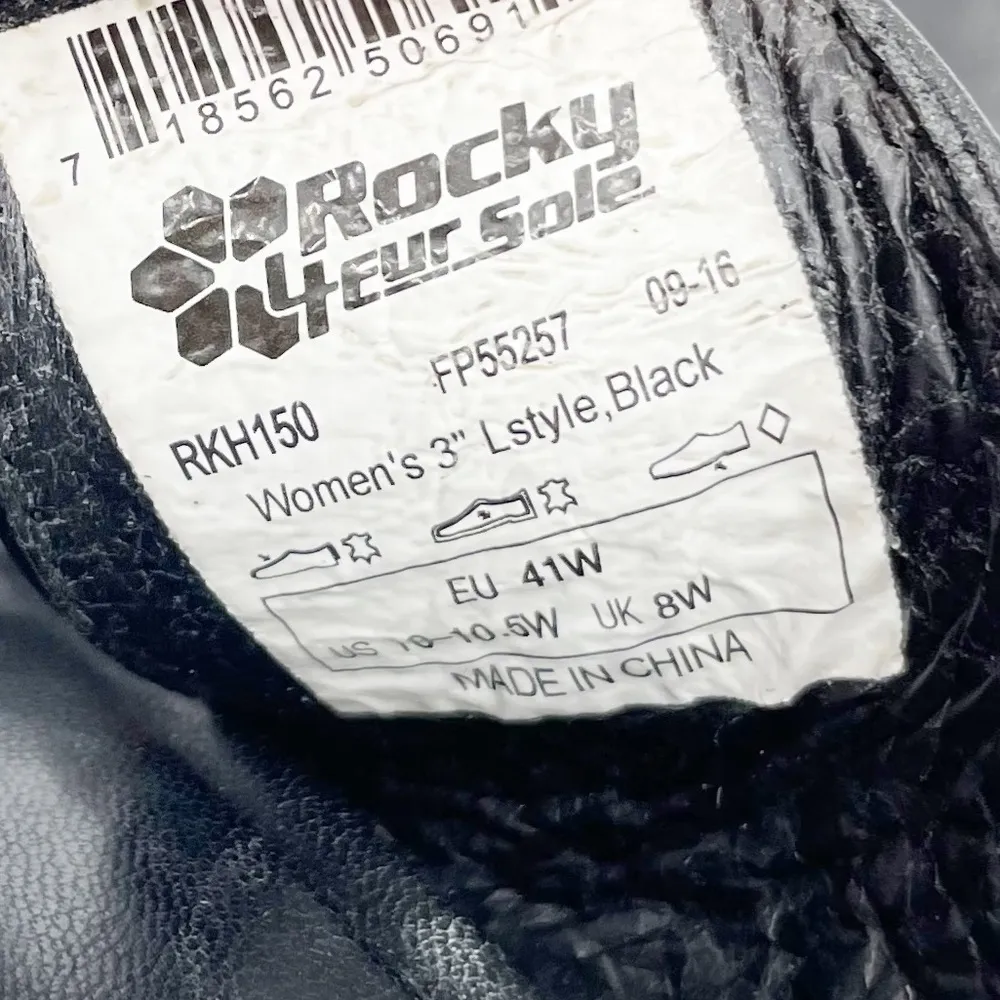 7 18562 50691
Rocky
4Eur Sole
RKH150 FP55257 09-16
Women's 3" Lstyle,Black
EU 41W
US 10-10.5W UK 8W
MADE IN CHINA